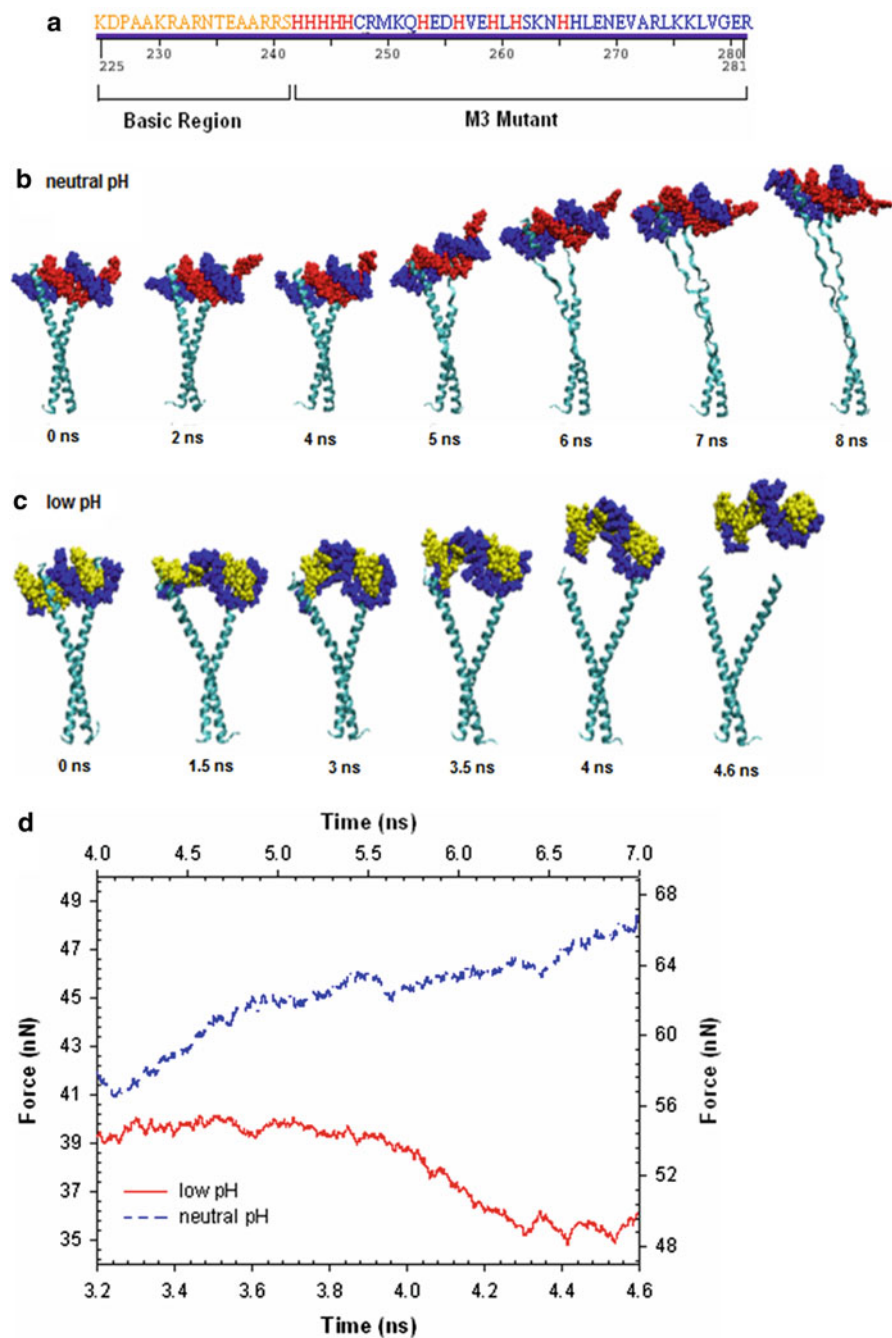 a
KDPAAKRARNTEAARRSHHHHHCRMKQHEDHVEHLHSKNHHLENEVARLKKLVGER
230 240 250 260 270 280
225 281
Basic Region M3 Mutant
b neutral pH
0 ns 2 ns 4 ns 5 ns 6 ns 7 ns 8 ns
c low pH
0 ns 1.5 ns 3 ns 3.5 ns 4 ns 4.6 ns
d
Time (ns)
4.0 4.5 5.0 5.5 6.0 6.5 7.0
49
47
45
43
41
39
37
35
Force (nN)
68
64
60
56
52
48
Force (nN)
low pH
neutral pH
3.2 3.4 3.6 3.8 4.0 4.2 4.4 4.6
Time (ns)